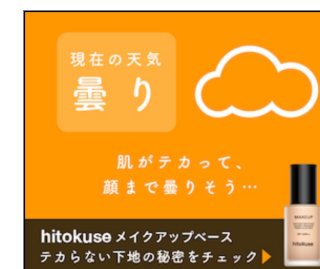 現在の天気
曇り
肌がテカって、
顔まで曇りそう…
hitokuse メイクアップベース
テカらない下地の秘密をチェック
MAKEUP
hitokuse